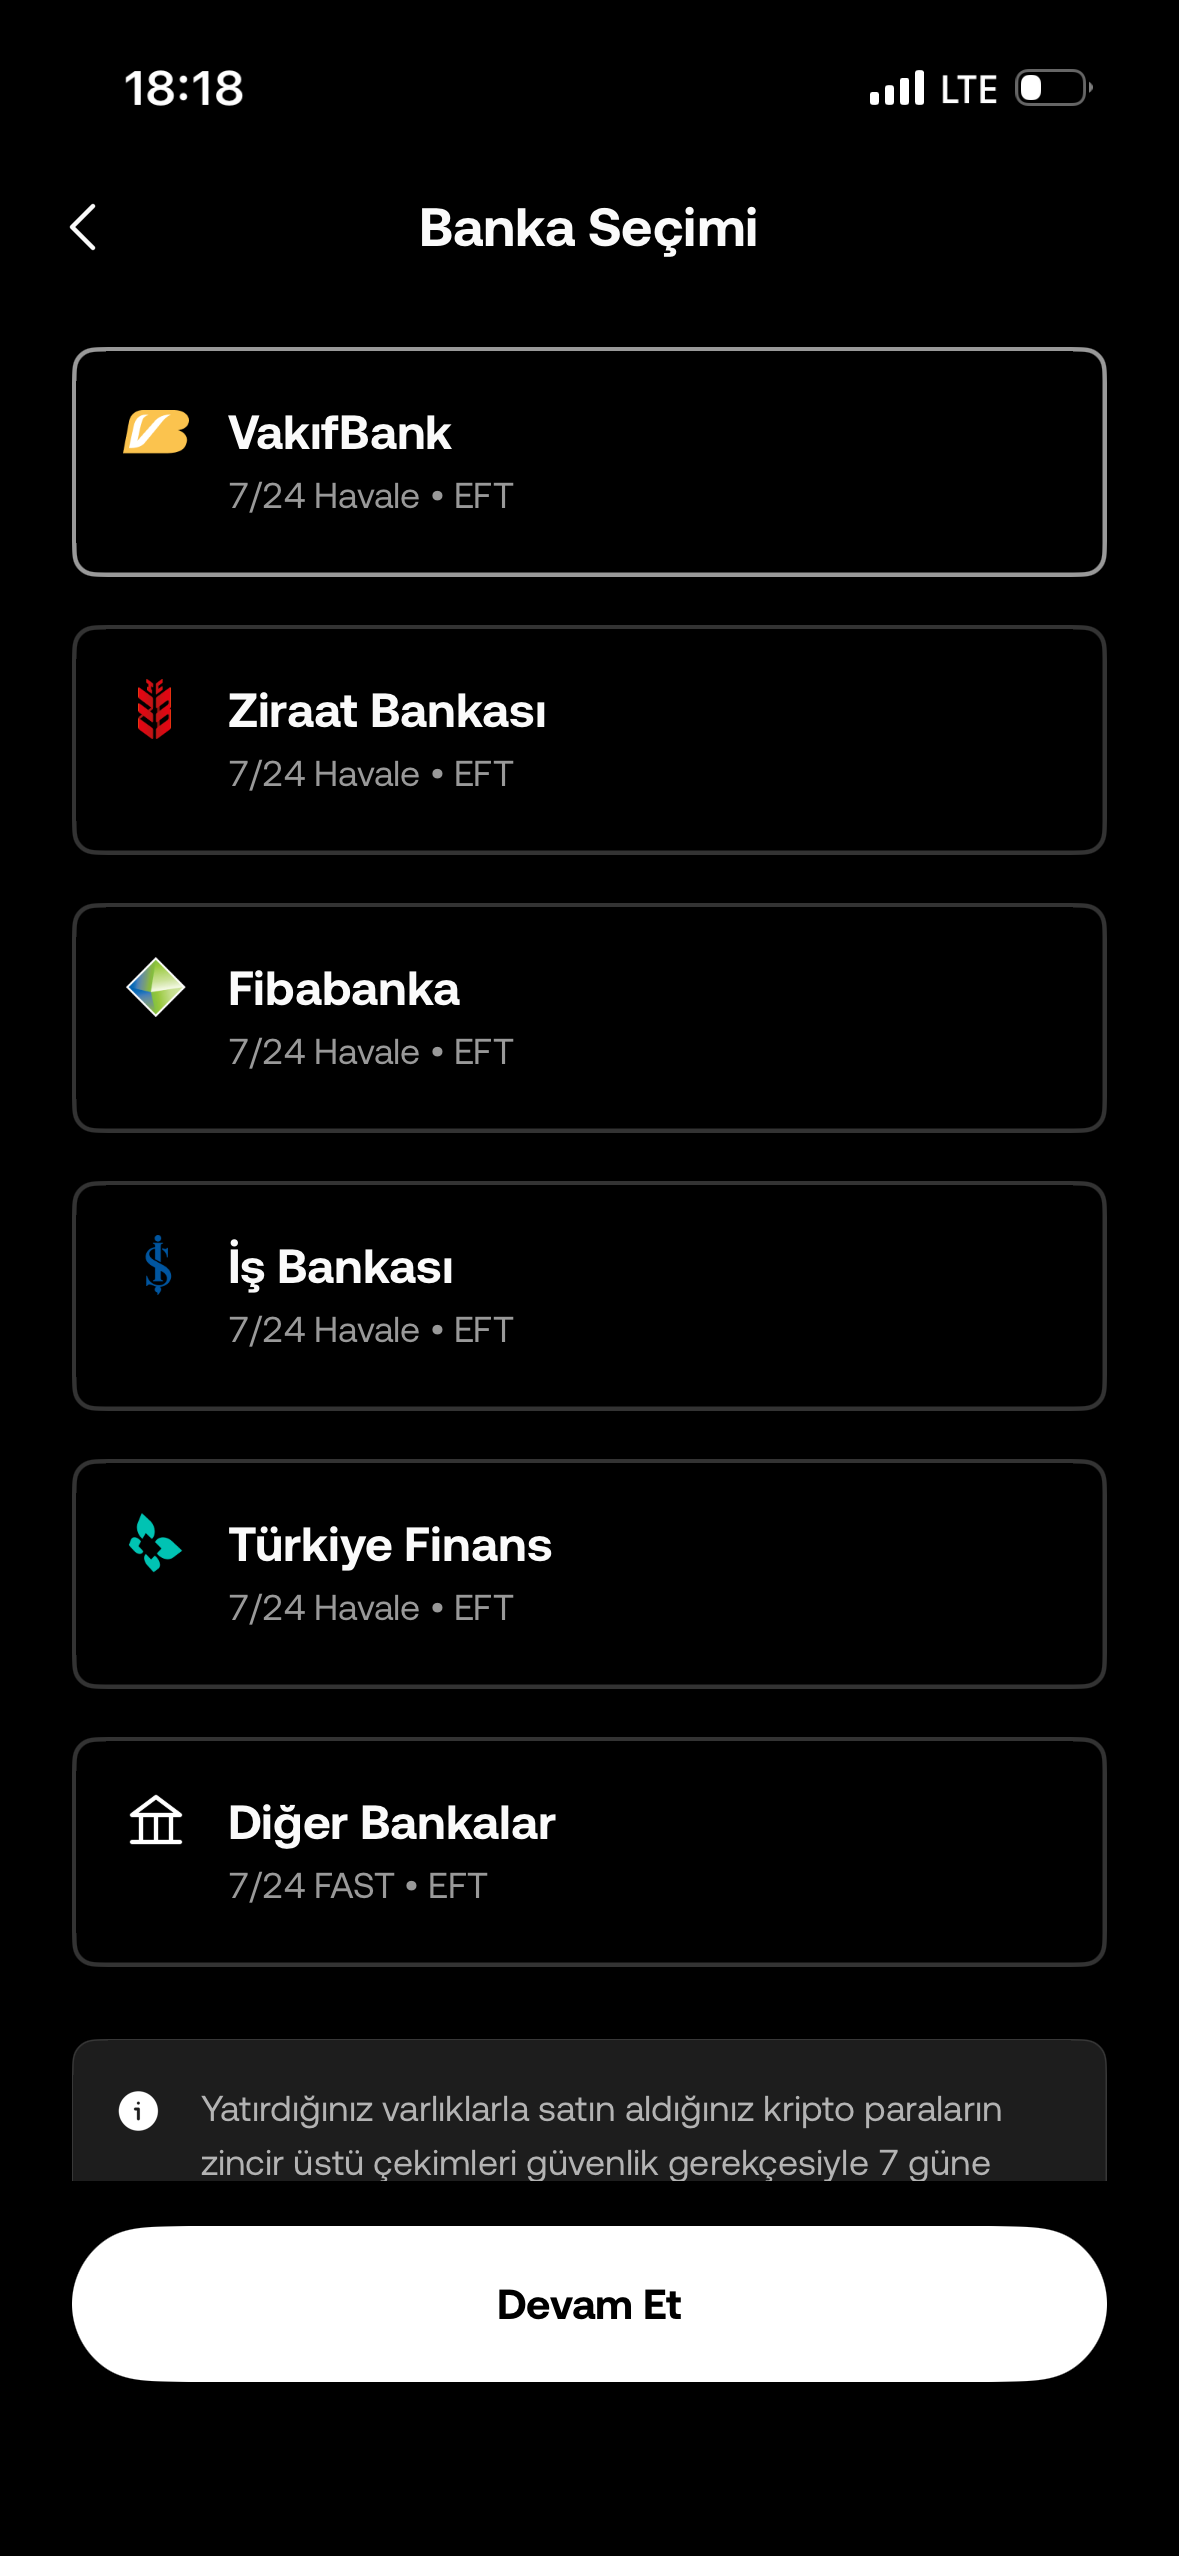 18:18
LTE
Banka Seçimi
VakıfBank
7/24 Havale • EFT
Ziraat Bankası
7/24 Havale • EFT
Fibabanka
7/24 Havale • EFT
İş Bankası
7/24 Havale • EFT
Türkiye Finans
7/24 Havale • EFT
Diğer Bankalar
7/24 FAST • EFT
Yatırdığınız varlıklarla satın aldığınız kripto paraların
zincir üstü çekimleri güvenlik gerekçesiyle 7 güne
Devam Et